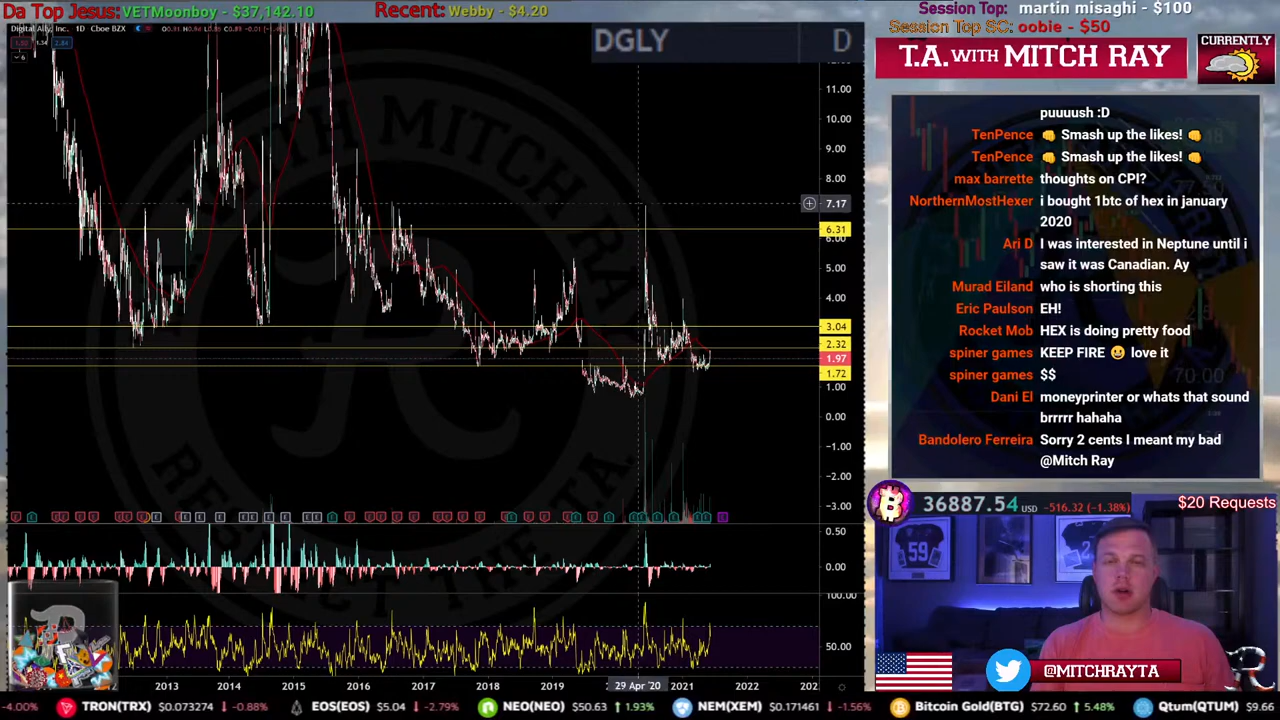 Da Top Jesus:VETMoonboy - $37,142.10
Recent: Webby - $4.20
Session Top: martin misaghi - $100
Session Top SC: oobie - $50
Digital Ally, Inc. 1D Cboe BZX
DGLY D
T.A. WITH MITCH RAY
CURRENTLY
puuuush :D
TenPence 👊 Smash up the likes! 👊
TenPence 👊 Smash up the likes! 👊
max barrette thoughts on CPI?
NorthernMostHexer i bought 1btc of hex in january
2020
Ari D I was interested in Neptune until i
saw it was Canadian. Ay
Murad Eiland who is shorting this
Eric Paulson EH!
Rocket Mob HEX is doing pretty food
spiner games KEEP FIRE 😀 love it
spiner games $$
Dani El moneyprinter or whats that sound
brrrrr hahaha
Bandolero Ferreira Sorry 2 cents I meant my bad
@Mitch Ray
11.00
10.00
9.00
8.00
7.17
6.31
6.00
5.00
4.00
3.04
2.32
1.97
1.72
1.00
0.00
−1.00
−2.00
−3.00
0.50
0.00
100.00
50.00
2013 2014 2015 2016 2017 2018 2019 29 Apr '20 2021 2022
36887.54 USD -516.32 (-1.38%)
$20 Requests
59
@MITCHRAYTA
-4.00% TRON(TRX) $0.073274 -0.88% EOS(EOS) $5.04 -2.79% NEO(NEO) $50.63 1.93% NEM(XEM) $0.171461 -1.56% Bitcoin Gold(BTG) $72.60 5.48% Qtum(QTUM) $9.66